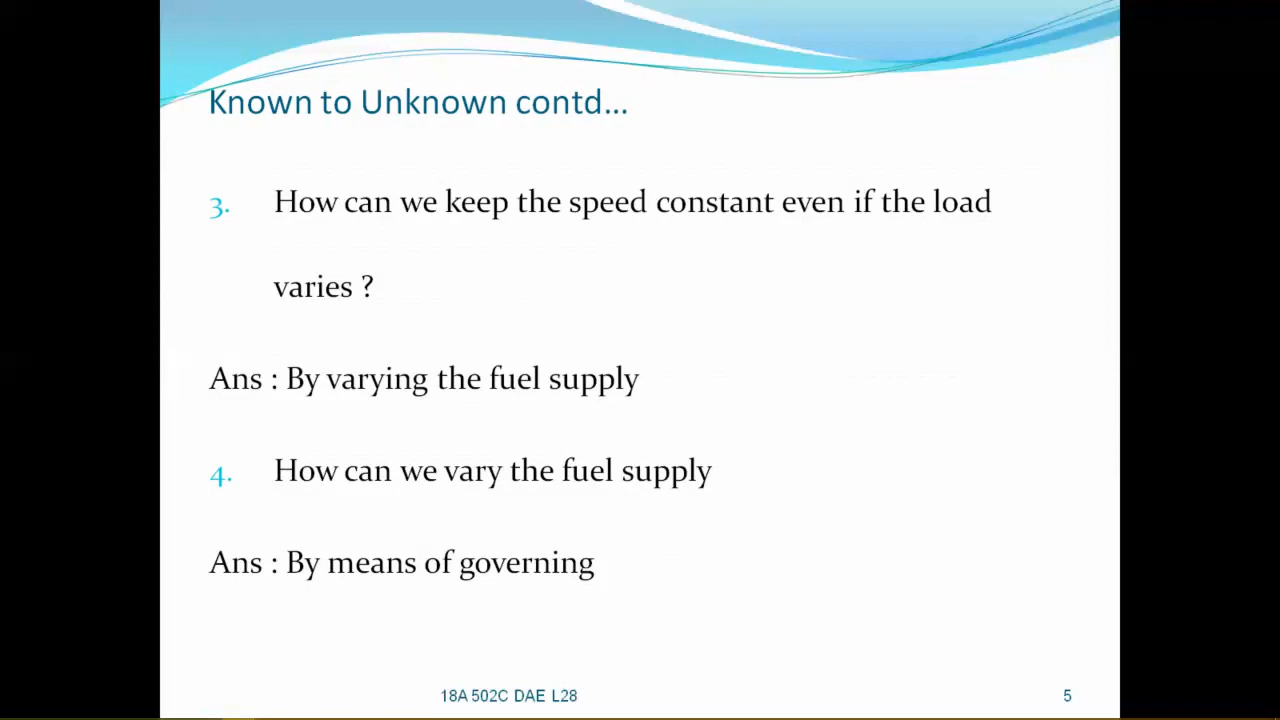 Known to Unknown contd...
3. How can we keep the speed constant even if the load
varies ?
Ans : By varying the fuel supply
4. How can we vary the fuel supply
Ans : By means of governing
18A 502C DAE L28
5